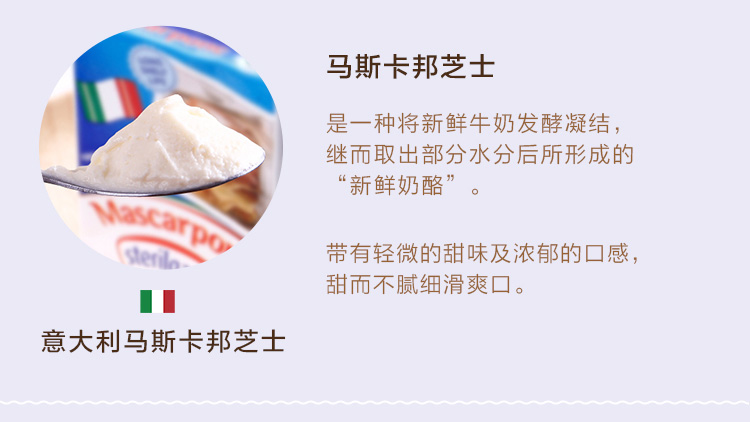 马斯卡邦芝士
是一种将新鲜牛奶发酵凝结，
继而取出部分水分后所形成的
“新鲜奶酪”。
带有轻微的甜味及浓郁的口感，
甜而不腻细滑爽口。
Mascarpo
sterilo
意大利马斯卡邦芝士